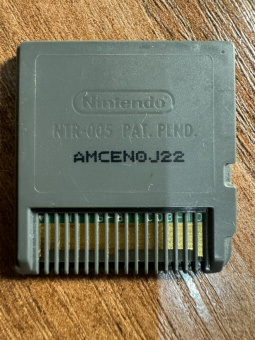 Nintendo
NTR-005 PAT. PEND.
AMCEN0J22